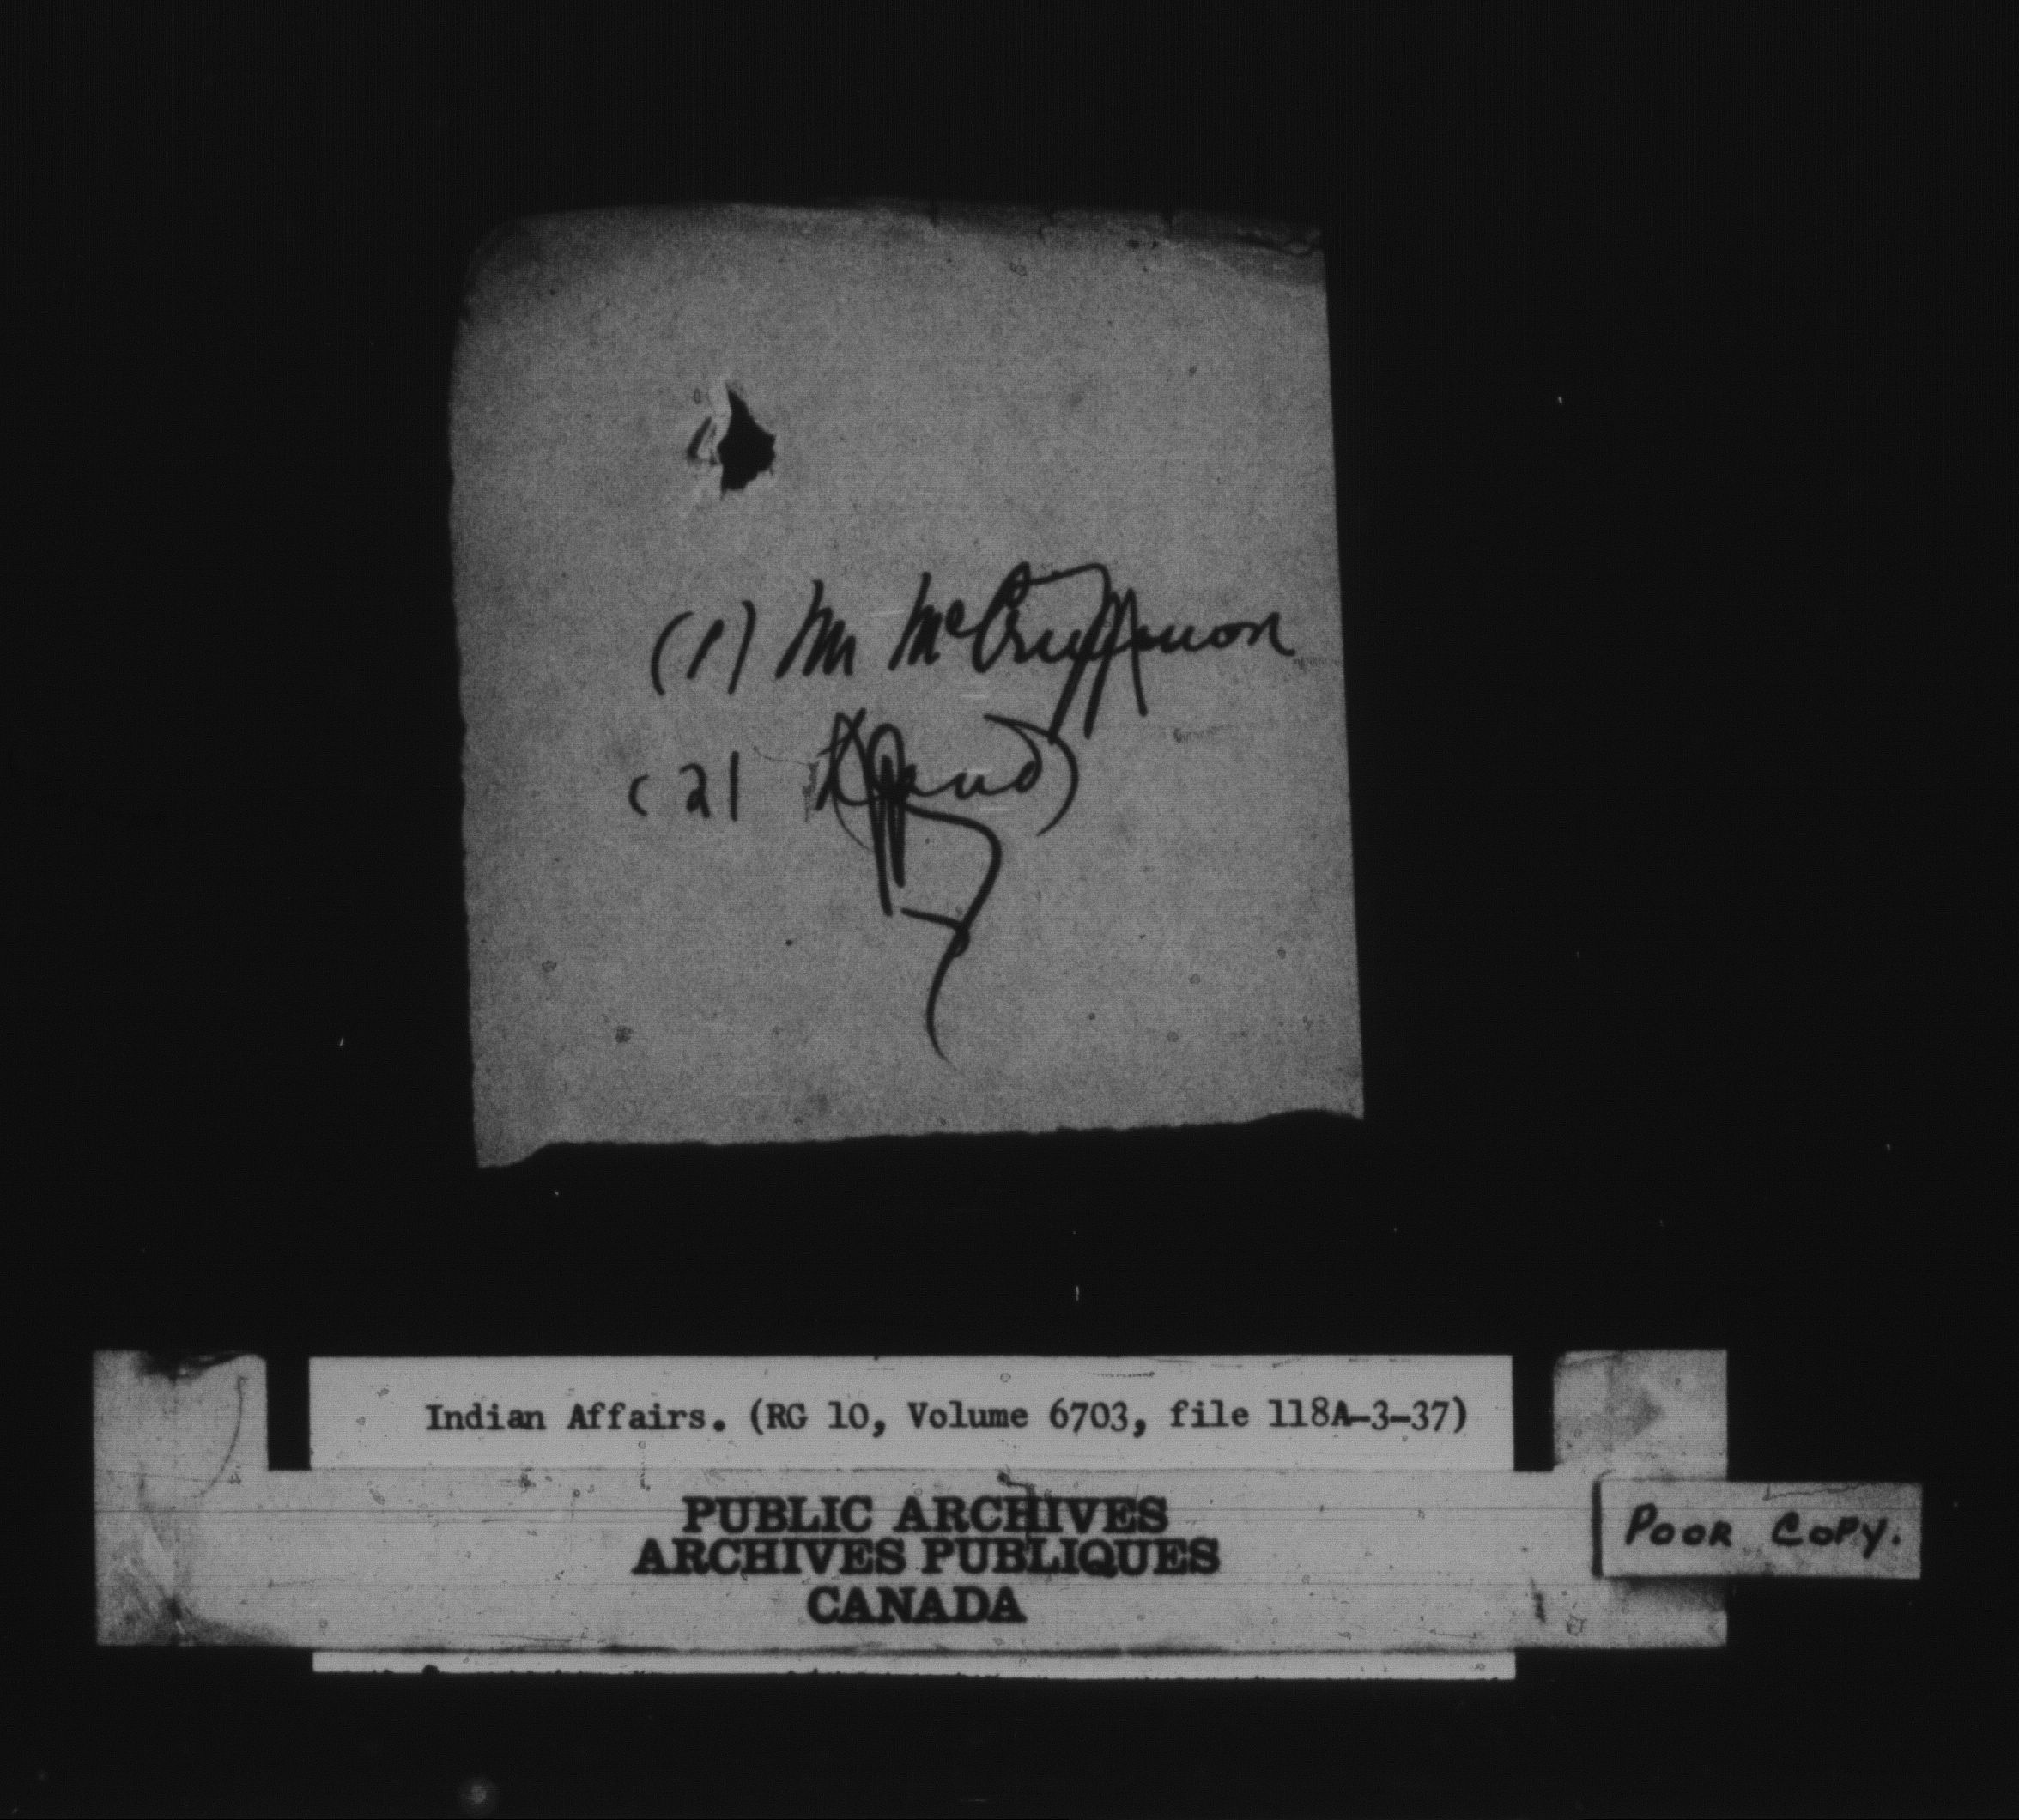 (1) Mr McCrimmon
(2)
Indian Affairs. (RG 10, Volume 6703, file 118A-3-37)
PUBLIC ARCHIVES
ARCHIVES PUBLIQUES
CANADA
POOR COPY.